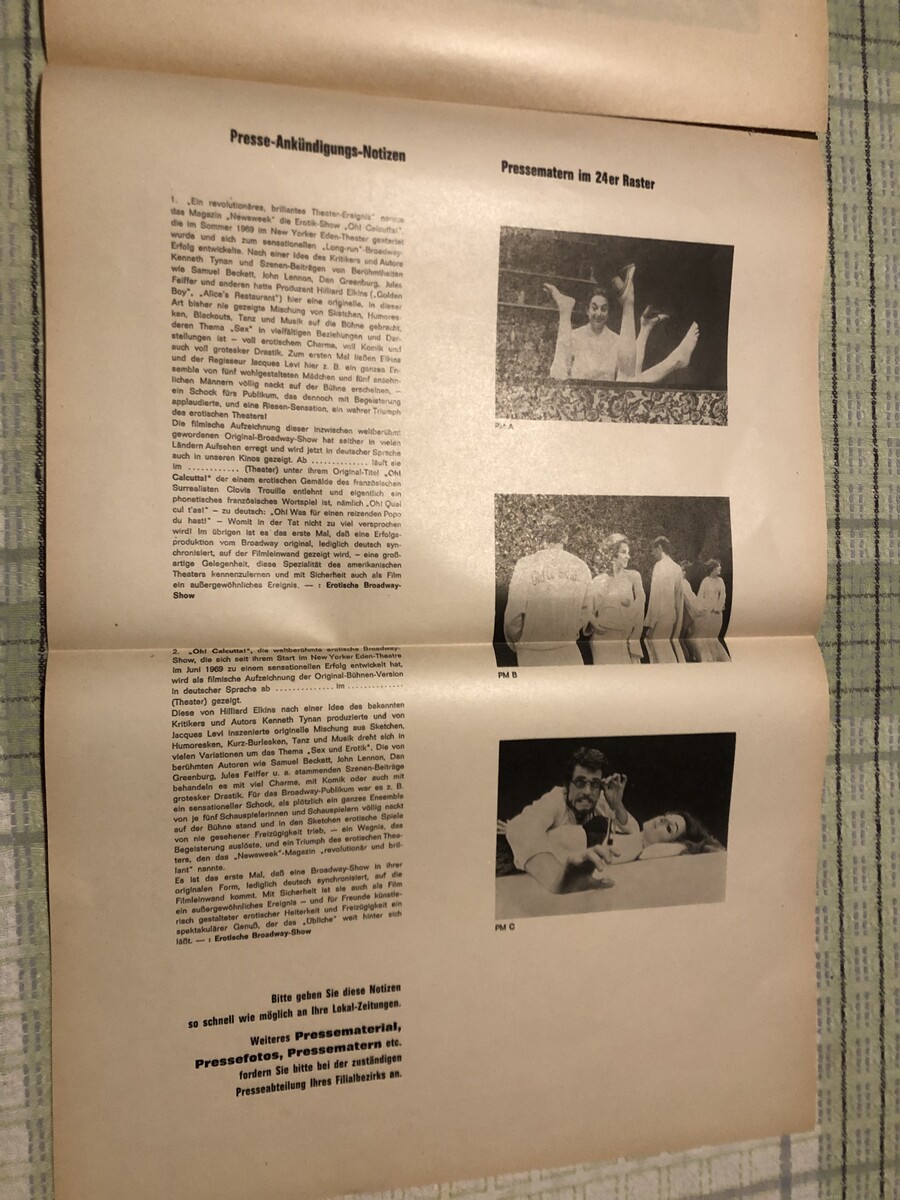 Presse-Ankündigungs-Notizen
1. „Ein revolutionäres, brillantes Theater-Ereignis" nannte
das Magazin „Newsweek" die Erotik-Show „Oh! Calcutta!",
die im Sommer 1969 im New Yorker Eden-Theater gestartet
wurde und sich zum sensationellen „Long-run"-Broadway-
Erfolg entwickelte. Nach einer Idee des Kritikers und Autors
Kenneth Tynan und Szenen-Beiträgen von Berühmtheiten
wie Samuel Beckett, John Lennon, Dan Greenburg, Jules
Feiffer und anderen hatte Produzent Hilliard Elkins („Golden
Boy", „Alice's Restaurant") hier eine originelle, in dieser
Art bisher nie gezeigte Mischung von Sketchen, Humores-
ken, Blackouts, Tanz und Musik auf die Bühne gebracht,
deren Thema „Sex" in vielfältigen Beziehungen und Dar-
stellungen ist – voll erotischem Charme, voll Komik und
auch voll grotesker Drastik. Zum ersten Mal ließen Elkins
und der Regisseur Jacques Levi hier z. B. ein ganzes En-
semble von fünf wohlgestalteten Mädchen und fünf ansehn-
lichen Männern völlig nackt auf der Bühne erscheinen, –
ein Schock fürs Publikum, das dennoch mit Begeisterung
applaudierte, und eine Riesen-Sensation, ein wahrer Triumph
des erotischen Theaters!
Die filmische Aufzeichnung dieser inzwischen weltberühmt
gewordenen Original-Broadway-Show hat seither in vielen
Ländern Aufsehen erregt und wird jetzt in deutscher Sprache
auch in unseren Kinos gezeigt. Ab .............. läuft sie
im ............ (Theater) unter ihrem Original-Titel „Oh!
Calcutta!" der einem erotischen Gemälde des französischen
Surrealisten Clovis Trouille entlehnt und eigentlich ein
phonetisches französisches Wortspiel ist, nämlich „Oh! Quel
cul t'as!" – zu deutsch: „Oh! Was für einen reizenden Popo
du hast!" – Womit in der Tat nicht zu viel versprochen
wird! Im übrigen ist es das erste Mal, daß eine Erfolgs-
produktion vom Broadway original, lediglich deutsch syn-
chronisiert, auf der Filmleinwand gezeigt wird, – eine groß-
artige Gelegenheit, diese Spezialität des amerikanischen
Theaters kennenzulernen und mit Sicherheit auch als Film
ein außergewöhnliches Ereignis. — : Erotische Broadway-
Show
2. „Oh! Calcutta!", die weltberühmte erotische Broadway-
Show, die sich seit ihrem Start im New Yorker Eden-Theatre
im Juni 1969 zu einem sensationellen Erfolg entwickelt hat,
wird als filmische Aufzeichnung der Original-Bühnen-Version
in deutscher Sprache ab .............. im ..............
(Theater) gezeigt.
Diese von Hilliard Elkins nach einer Idee des bekannten
Kritikers und Autors Kenneth Tynan produzierte und von
Jacques Levi inszenierte originelle Mischung aus Sketchen,
Humoresken, Kurz-Burlesken, Tanz und Musik dreht sich in
vielen Variationen um das Thema „Sex und Erotik". Die von
berühmten Autoren wie Samuel Beckett, John Lennon, Dan
Greenburg, Jules Feiffer u. a. stammenden Szenen-Beiträge
behandeln es mit viel Charme, mit Komik oder auch mit
grotesker Drastik. Für das Broadway-Publikum war es z. B.
ein sensationeller Schock, als plötzlich ein ganzes Ensemble
von je fünf Schauspielerinnen und Schauspielern völlig nackt
auf der Bühne stand und in den Sketchen erotische Spiele
von nie gesehener Freizügigkeit trieb, – ein Wagnis, das
Begeisterung auslöste, und ein Triumph des erotischen Thea-
ters, den das „Newsweek"-Magazin „revolutionär und bril-
lant" nannte.
Es ist das erste Mal, daß eine Broadway-Show in ihrer
originalen Form, lediglich deutsch synchronisiert, auf die
Filmleinwand kommt. Mit Sicherheit ist sie auch als Film
ein außergewöhnliches Ereignis – und für Freunde künstle-
risch gestalteter erotischer Heiterkeit und Freizügigkeit ein
spektakulärer Genuß, der das „Übliche" weit hinter sich
läßt. — : Erotische Broadway-Show
Bitte geben Sie diese Notizen
so schnell wie möglich an Ihre Lokal-Zeitungen.
Weiteres Pressematerial,
Pressefotos, Pressematern etc.
fordern Sie bitte bei der zuständigen
Presseabteilung Ihres Filialbezirks an.
Pressematern im 24er Raster
PM A
PM B
PM C